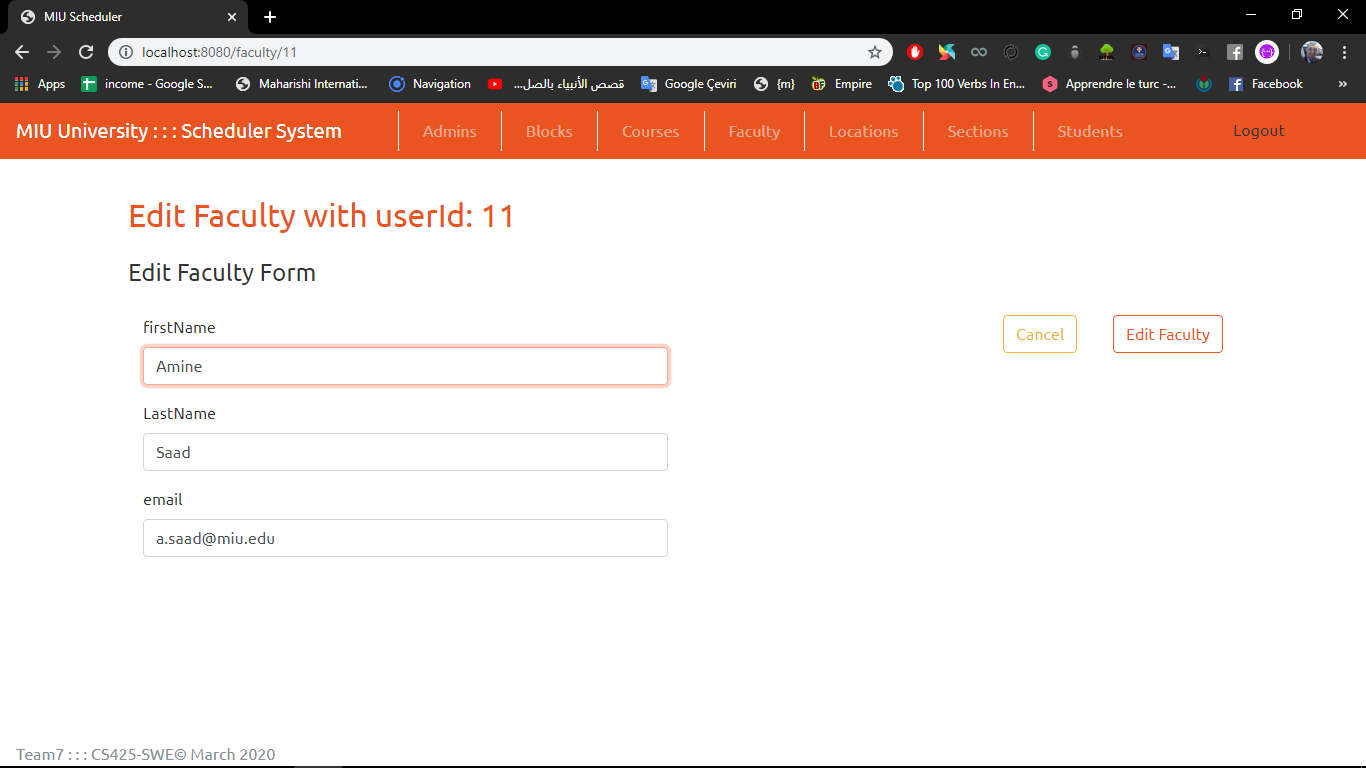 MIU Scheduler
localhost:8080/faculty/11
Apps income - Google S... Maharishi Internati... Navigation قصص الأنبياء بالصل... Google Çeviri {m} Empire Top 100 Verbs In En... Apprendre le turc -... Facebook »
MIU University : : : Scheduler System Admins Blocks Courses Faculty Locations Sections Students Logout
Edit Faculty with userId: 11
Edit Faculty Form
firstName
Cancel Edit Faculty
Amine
LastName
Saad
email
a.saad@miu.edu
Team7 : : : CS425-SWE© March 2020